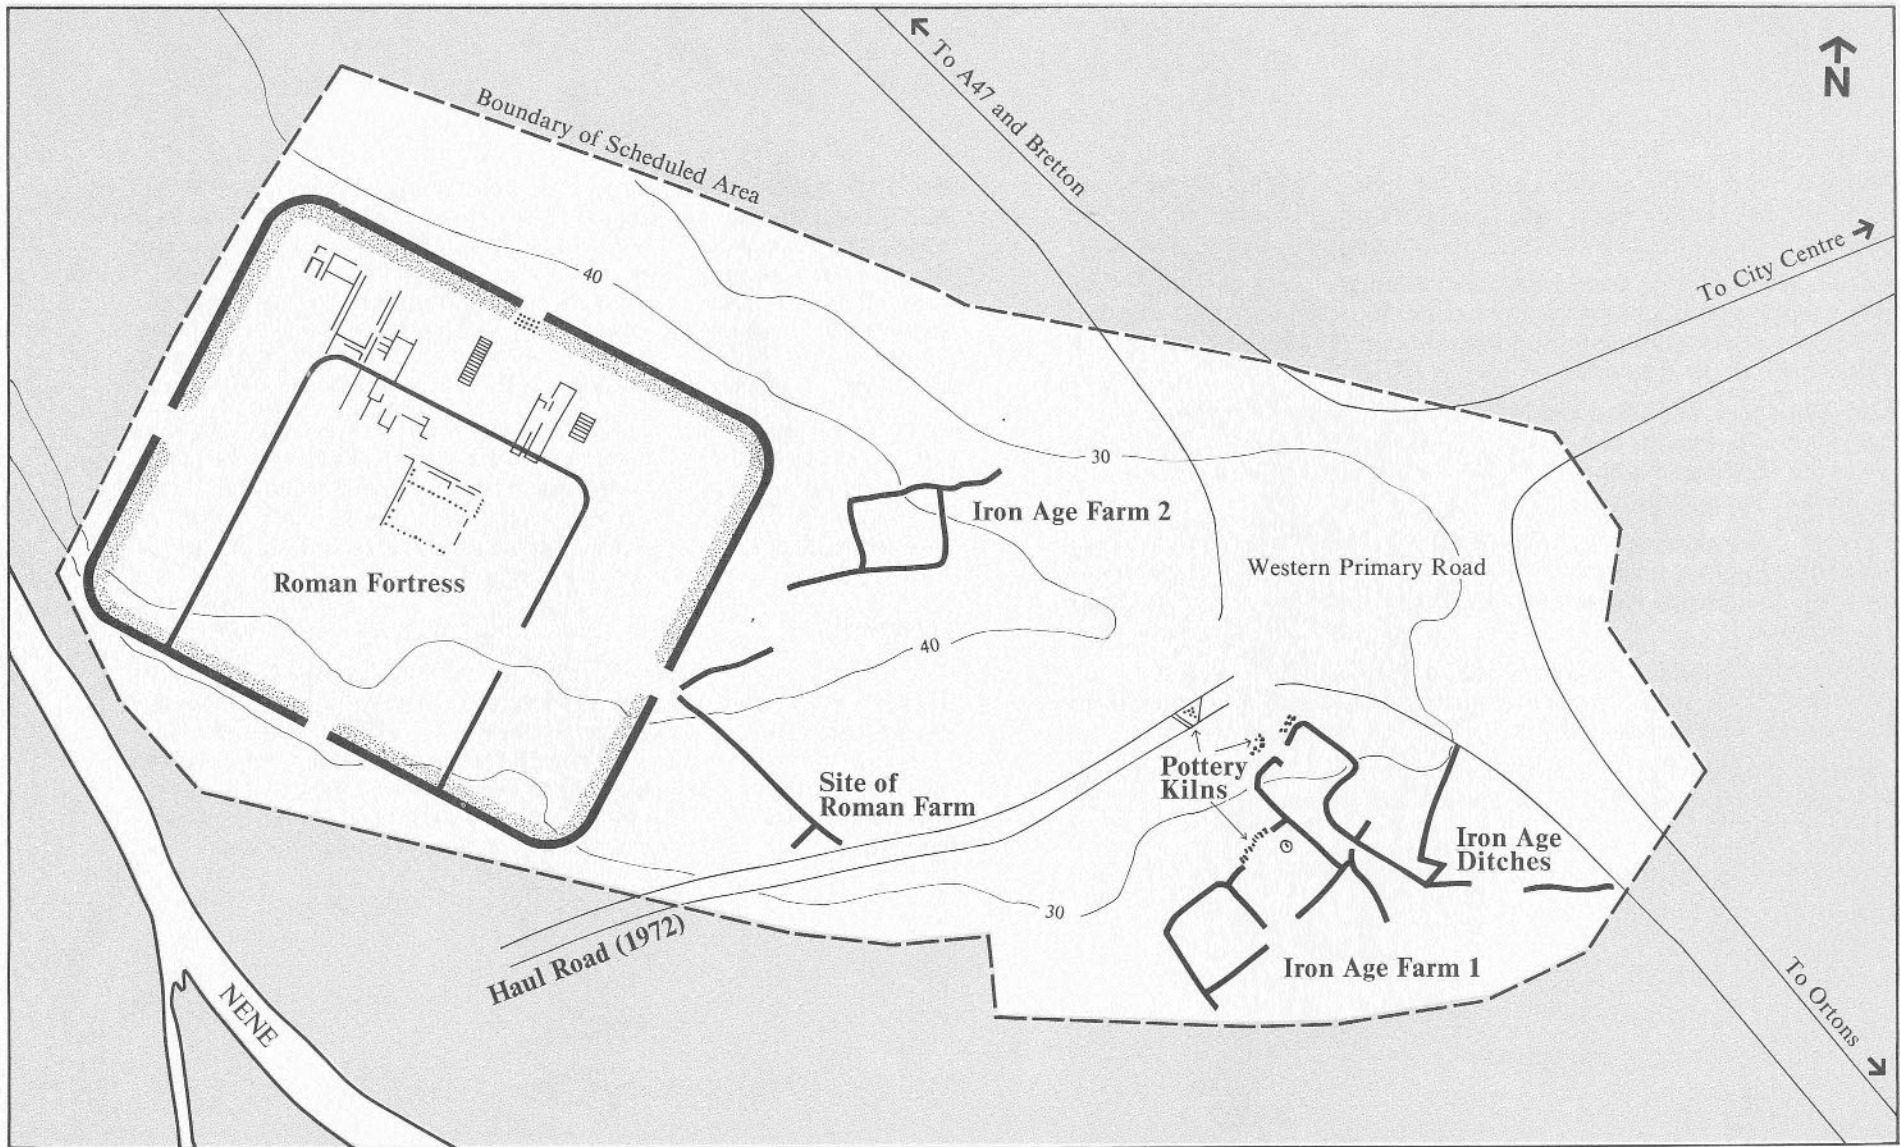 To A47 and Bretton
N
Boundary of Scheduled Area
To City Centre
40
30
Iron Age Farm 2
Western Primary Road
Roman Fortress
40
Site of
Roman Farm
Pottery
Kilns
Iron Age
Ditches
30
Haul Road (1972)
Iron Age Farm 1
NENE
To Ortons